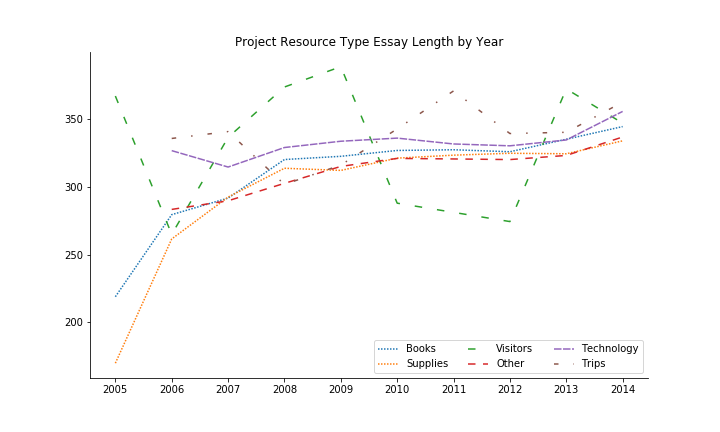 Project Resource Type Essay Length by Year
350
300
250
200
2005 2006 2007 2008 2009 2010 2011 2012 2013 2014
Books Visitors Technology
Supplies Other Trips